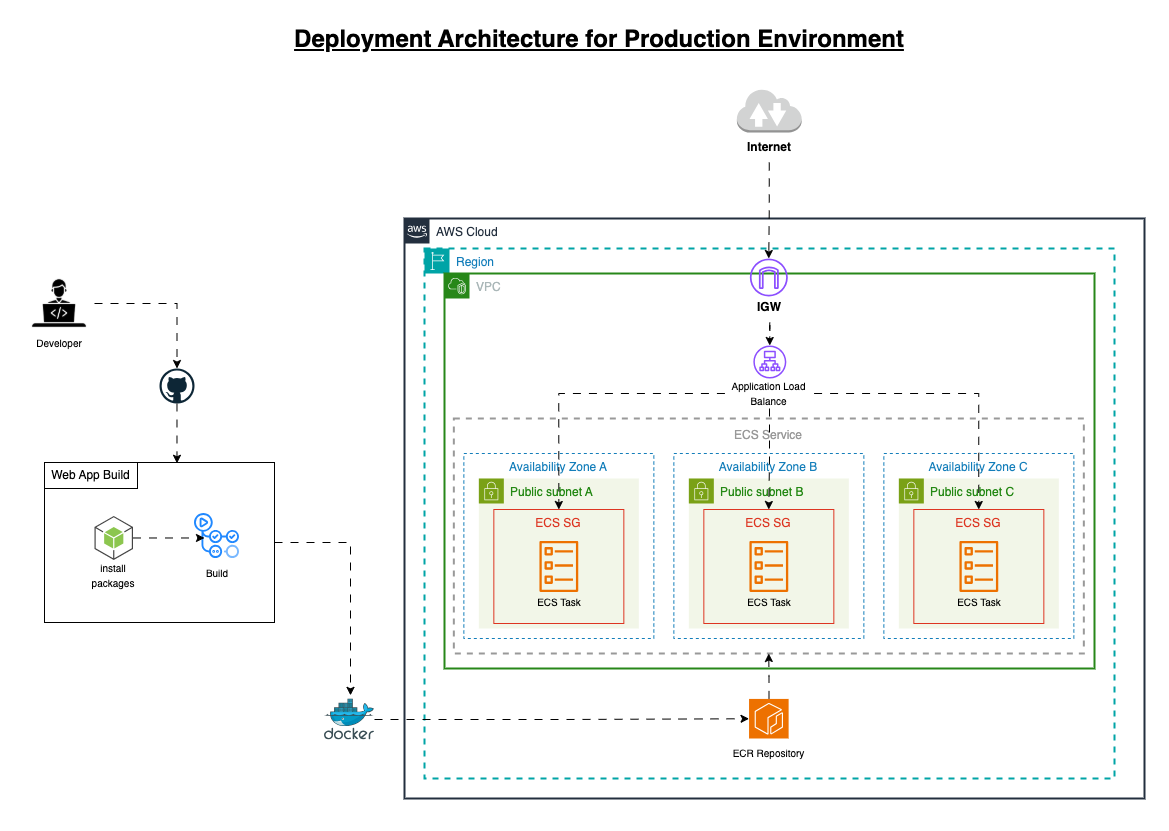 Deployment Architecture for Production Environment
Internet
aws
AWS Cloud
Region
VPC
IGW
Developer
</>
Application Load
Balance
ECS Service
Web App Build
install
packages
Build
Availability Zone A
Public subnet A
ECS SG
ECS Task
Availability Zone B
Public subnet B
ECS SG
ECS Task
Availability Zone C
Public subnet C
ECS SG
ECS Task
docker
ECR Repository